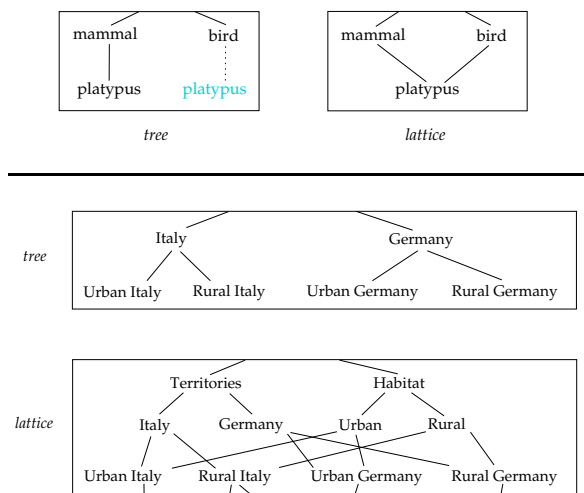 mammal bird mammal bird
platypus platypus platypus
tree lattice
Italy Germany
tree
Urban Italy Rural Italy Urban Germany Rural Germany
Territories Habitat
lattice
Italy Germany Urban Rural
Urban Italy Rural Italy Urban Germany Rural Germany